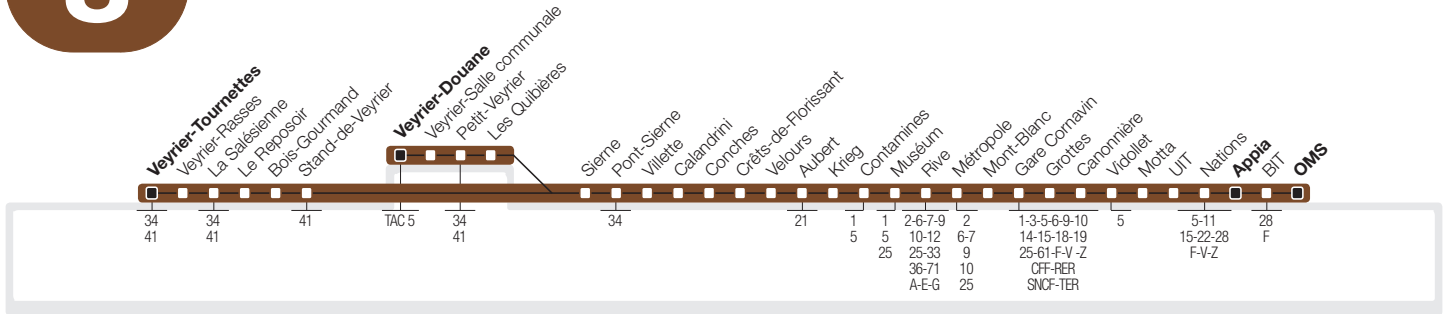 8
Veyrier-Tournettes
Veyrier-Rasses
La Salésienne
Le Reposoir
Bois-Gourmand
Stand-de-Veyrier
Veyrier-Douane
Veyrier-Salle communale
Petit-Veyrier
Les Quibières
Sierne
Pont-Sierne
Villette
Calandrini
Conches
Crêts-de-Florissant
Velours
Aubert
Krieg
Contamines
Muséum
Rive
Métropole
Mont-Blanc
Gare Cornavin
Grottes
Canonnière
Vidollet
Motta
UIT
Nations
Appia
BIT
OMS
34
41
34
41
41
TAC 5
34
41
34
21
1
5
1
5
25
2-6-7-9
10-12
25-33
36-71
A-E-G
2
6-7
9
10
25
1-3-5-6-9-10
14-15-18-19
25-61-F-V -Z
CFF-RER
SNCF-TER
5
5-11
15-22-28
F-V-Z
28
F